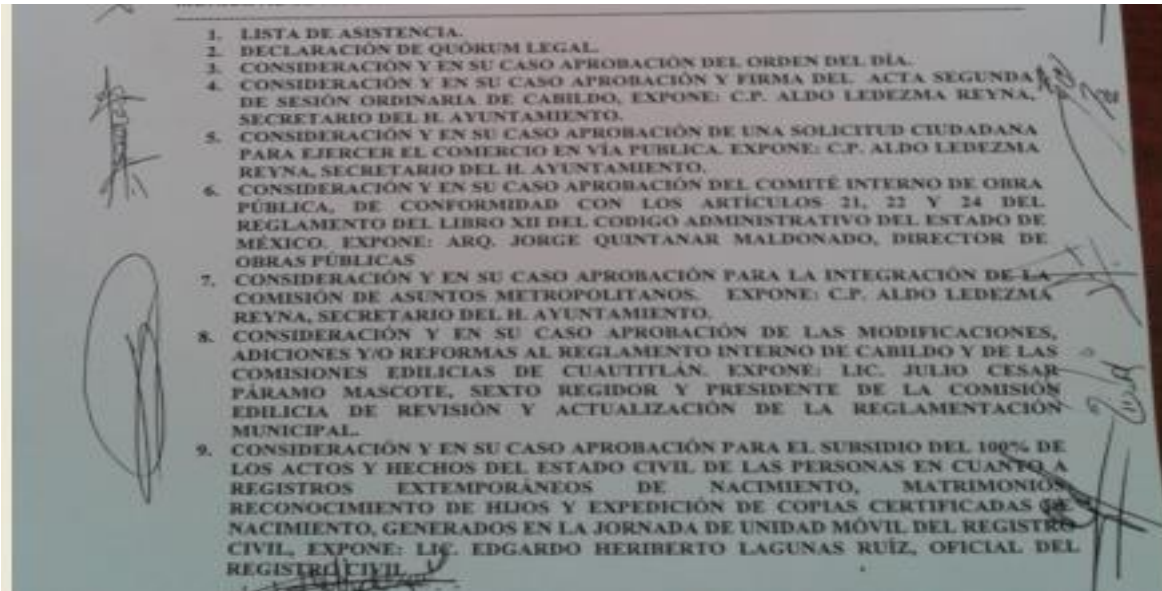 1. LISTA DE ASISTENCIA.
2. DECLARACIÓN DE QUÓRUM LEGAL.
3. CONSIDERACIÓN Y EN SU CASO APROBACIÓN DEL ORDEN DEL DÍA.
4. CONSIDERACIÓN Y EN SU CASO APROBACIÓN Y FIRMA DEL ACTA SEGUNDA
DE SESIÓN ORDINARIA DE CABILDO, EXPONE: C.P. ALDO LEDEZMA REYNA,
SECRETARIO DEL H. AYUNTAMIENTO.
5. CONSIDERACIÓN Y EN SU CASO APROBACIÓN DE UNA SOLICITUD CIUDADANA
PARA EJERCER EL COMERCIO EN VÍA PUBLICA. EXPONE: C.P. ALDO LEDEZMA
REYNA, SECRETARIO DEL H. AYUNTAMIENTO.
6. CONSIDERACIÓN Y EN SU CASO APROBACIÓN DEL COMITÉ INTERNO DE OBRA
PÚBLICA, DE CONFORMIDAD CON LOS ARTÍCULOS 21, 22 Y 24 DEL
REGLAMENTO DEL LIBRO XII DEL CODIGO ADMINISTRATIVO DEL ESTADO DE
MÉXICO. EXPONE: ARQ. JORGE QUINTANAR MALDONADO, DIRECTOR DE
OBRAS PÚBLICAS
7. CONSIDERACIÓN Y EN SU CASO APROBACIÓN PARA LA INTEGRACIÓN DE LA
COMISIÓN DE ASUNTOS METROPOLITANOS. EXPONE: C.P. ALDO LEDEZMA
REYNA, SECRETARIO DEL H. AYUNTAMIENTO.
8. CONSIDERACIÓN Y EN SU CASO APROBACIÓN DE LAS MODIFICACIONES,
ADICIONES Y/O REFORMAS AL REGLAMENTO INTERNO DE CABILDO Y DE LAS
COMISIONES EDILICIAS DE CUAUTITLÁN. EXPONE: LIC. JULIO CESAR
PÁRAMO MASCOTE, SEXTO REGIDOR Y PRESIDENTE DE LA COMISIÓN
EDILICIA DE REVISIÓN Y ACTUALIZACIÓN DE LA REGLAMENTACIÓN
MUNICIPAL.
9. CONSIDERACIÓN Y EN SU CASO APROBACIÓN PARA EL SUBSIDIO DEL 100% DE
LOS ACTOS Y HECHOS DEL ESTADO CIVIL DE LAS PERSONAS EN CUANTO A
REGISTROS EXTEMPORÁNEOS DE NACIMIENTO, MATRIMONIOS
RECONOCIMIENTO DE HIJOS Y EXPEDICIÓN DE COPIAS CERTIFICADAS DE
NACIMIENTO, GENERADOS EN LA JORNADA DE UNIDAD MÓVIL DEL REGISTRO
CIVIL, EXPONE: LIC. EDGARDO HERIBERTO LAGUNAS RUÍZ, OFICIAL DEL
REGISTRO CIVIL